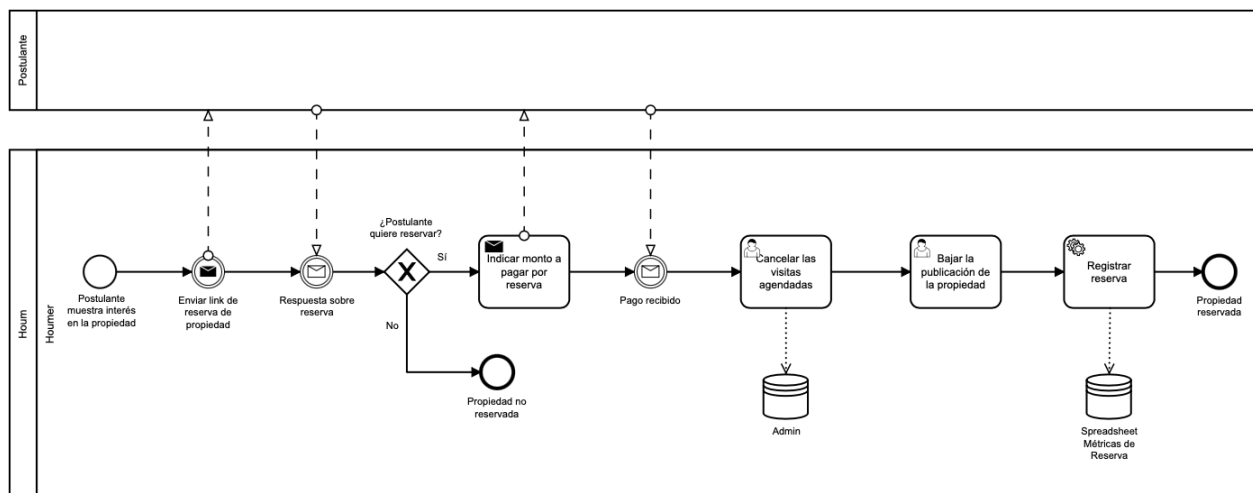 Postulante
Houm
Houmer
Postulante
muestra interés
en la propiedad
Enviar link de
reserva de
propiedad
Respuesta sobre
reserva
¿Postulante
quiere reservar?
Sí
No
Propiedad no
reservada
Indicar monto a
pagar por
reserva
Pago recibido
Cancelar las
visitas
agendadas
Admin
Bajar la
publicación de
la propiedad
Registrar
reserva
Spreadsheet
Métricas de
Reserva
Propiedad
reservada